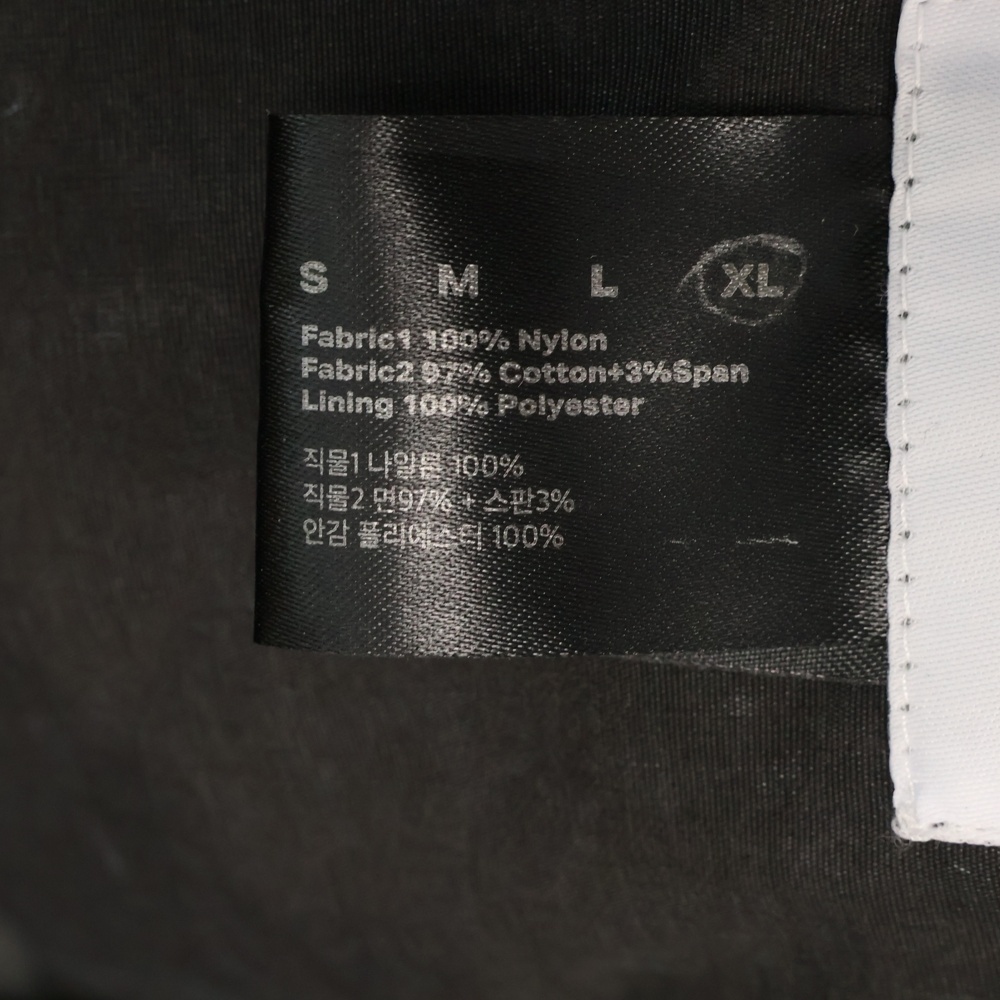 S M L XL
Fabric1 100% Nylon
Fabric2 97% Cotton+3%Span
Lining 100% Polyester
직물1 나일론 100%
직물2 면97% + 스판3%
안감 폴리에스터 100%